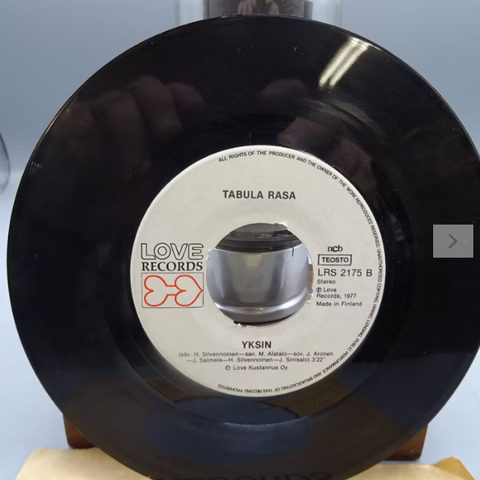 ALL RIGHTS OF THE PRODUCER AND THE OWNER OF THE WORK REPRODUCED RESERVED.
TABULA RASA
LOVE
RECORDS
ncb
TEOSTO
LRS 2175 B
Stereo
℗ Love
Records, 1977
Made in Finland
YKSIN
(säv. H. Silvennoinen—san. M. Alatalo—sov. J. Aronen
—J. Salmela—H. Silvennoinen—J. Sinisalo) 3'22"
© Love Kustannus Oy